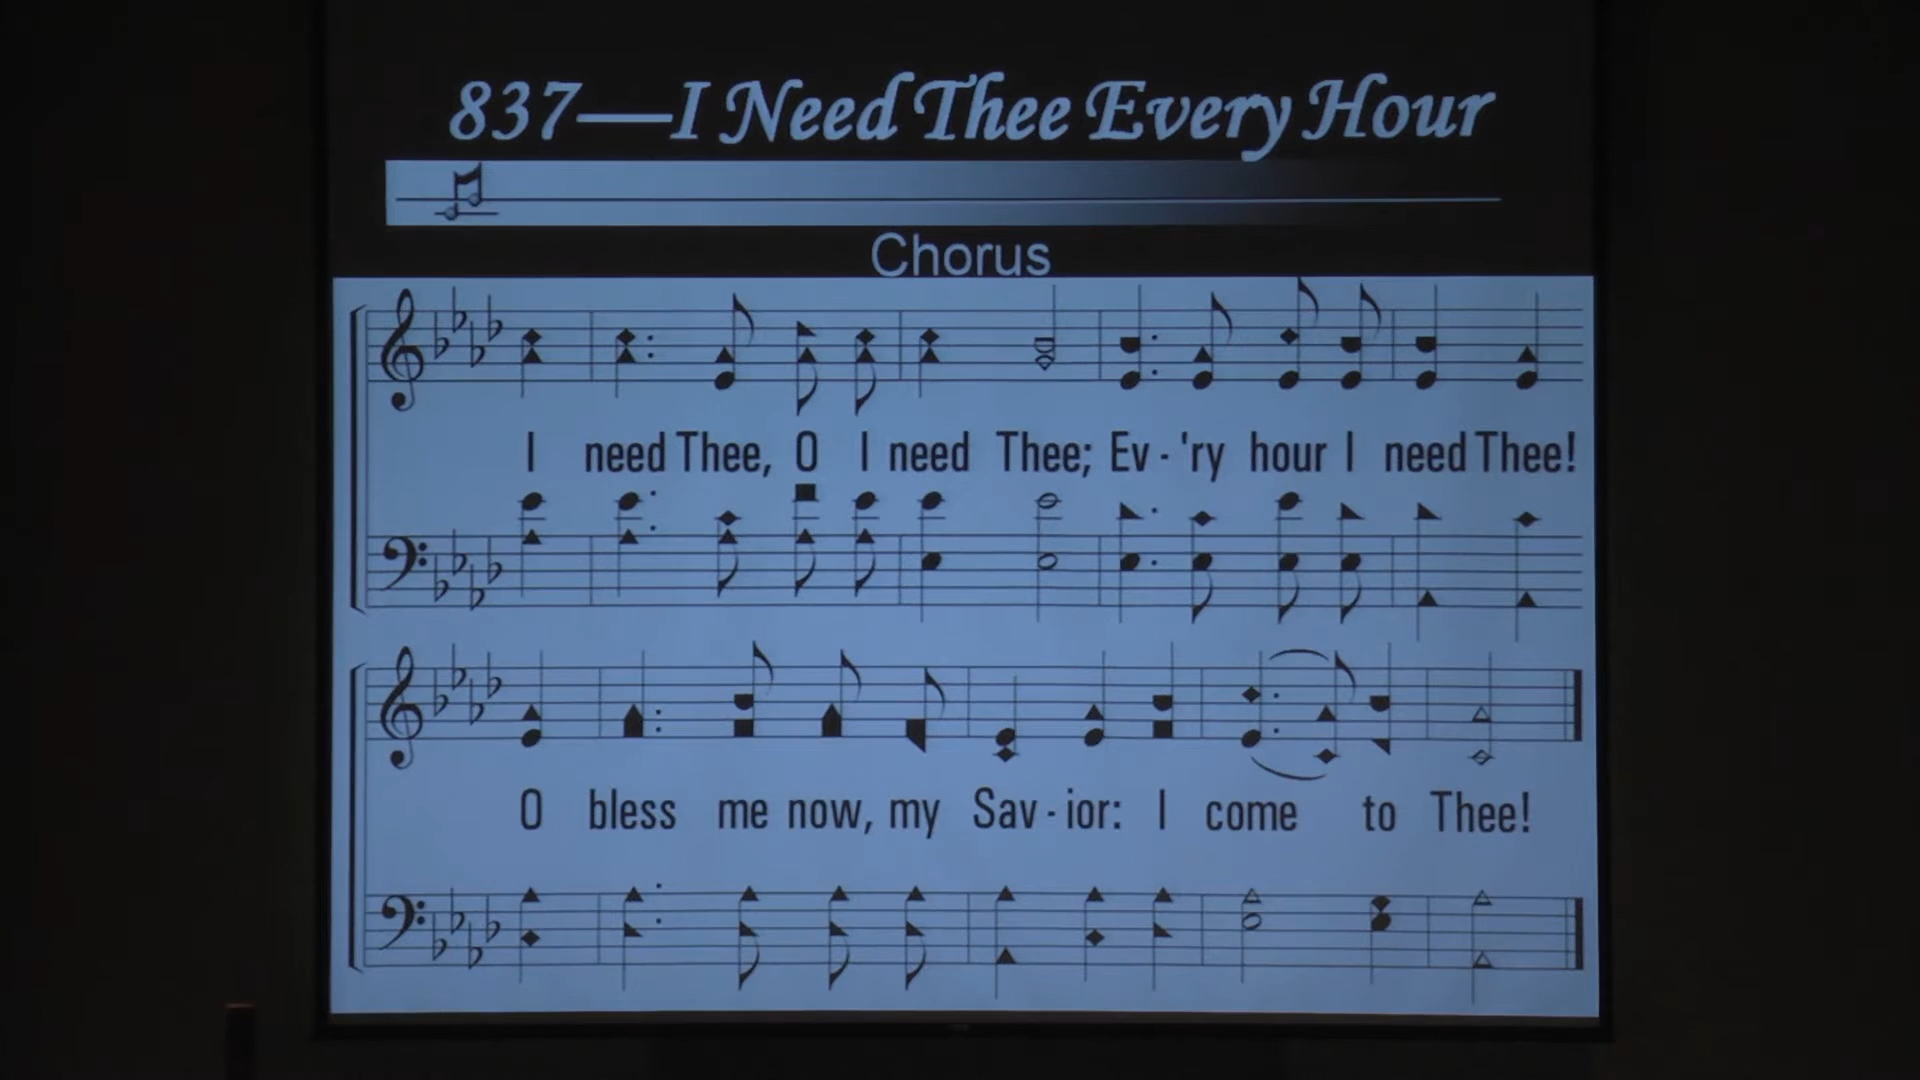 837—I Need Thee Every Hour
Chorus
I need Thee, O I need Thee; Ev - 'ry hour I need Thee!
O bless me now, my Sav - ior: I come to Thee!